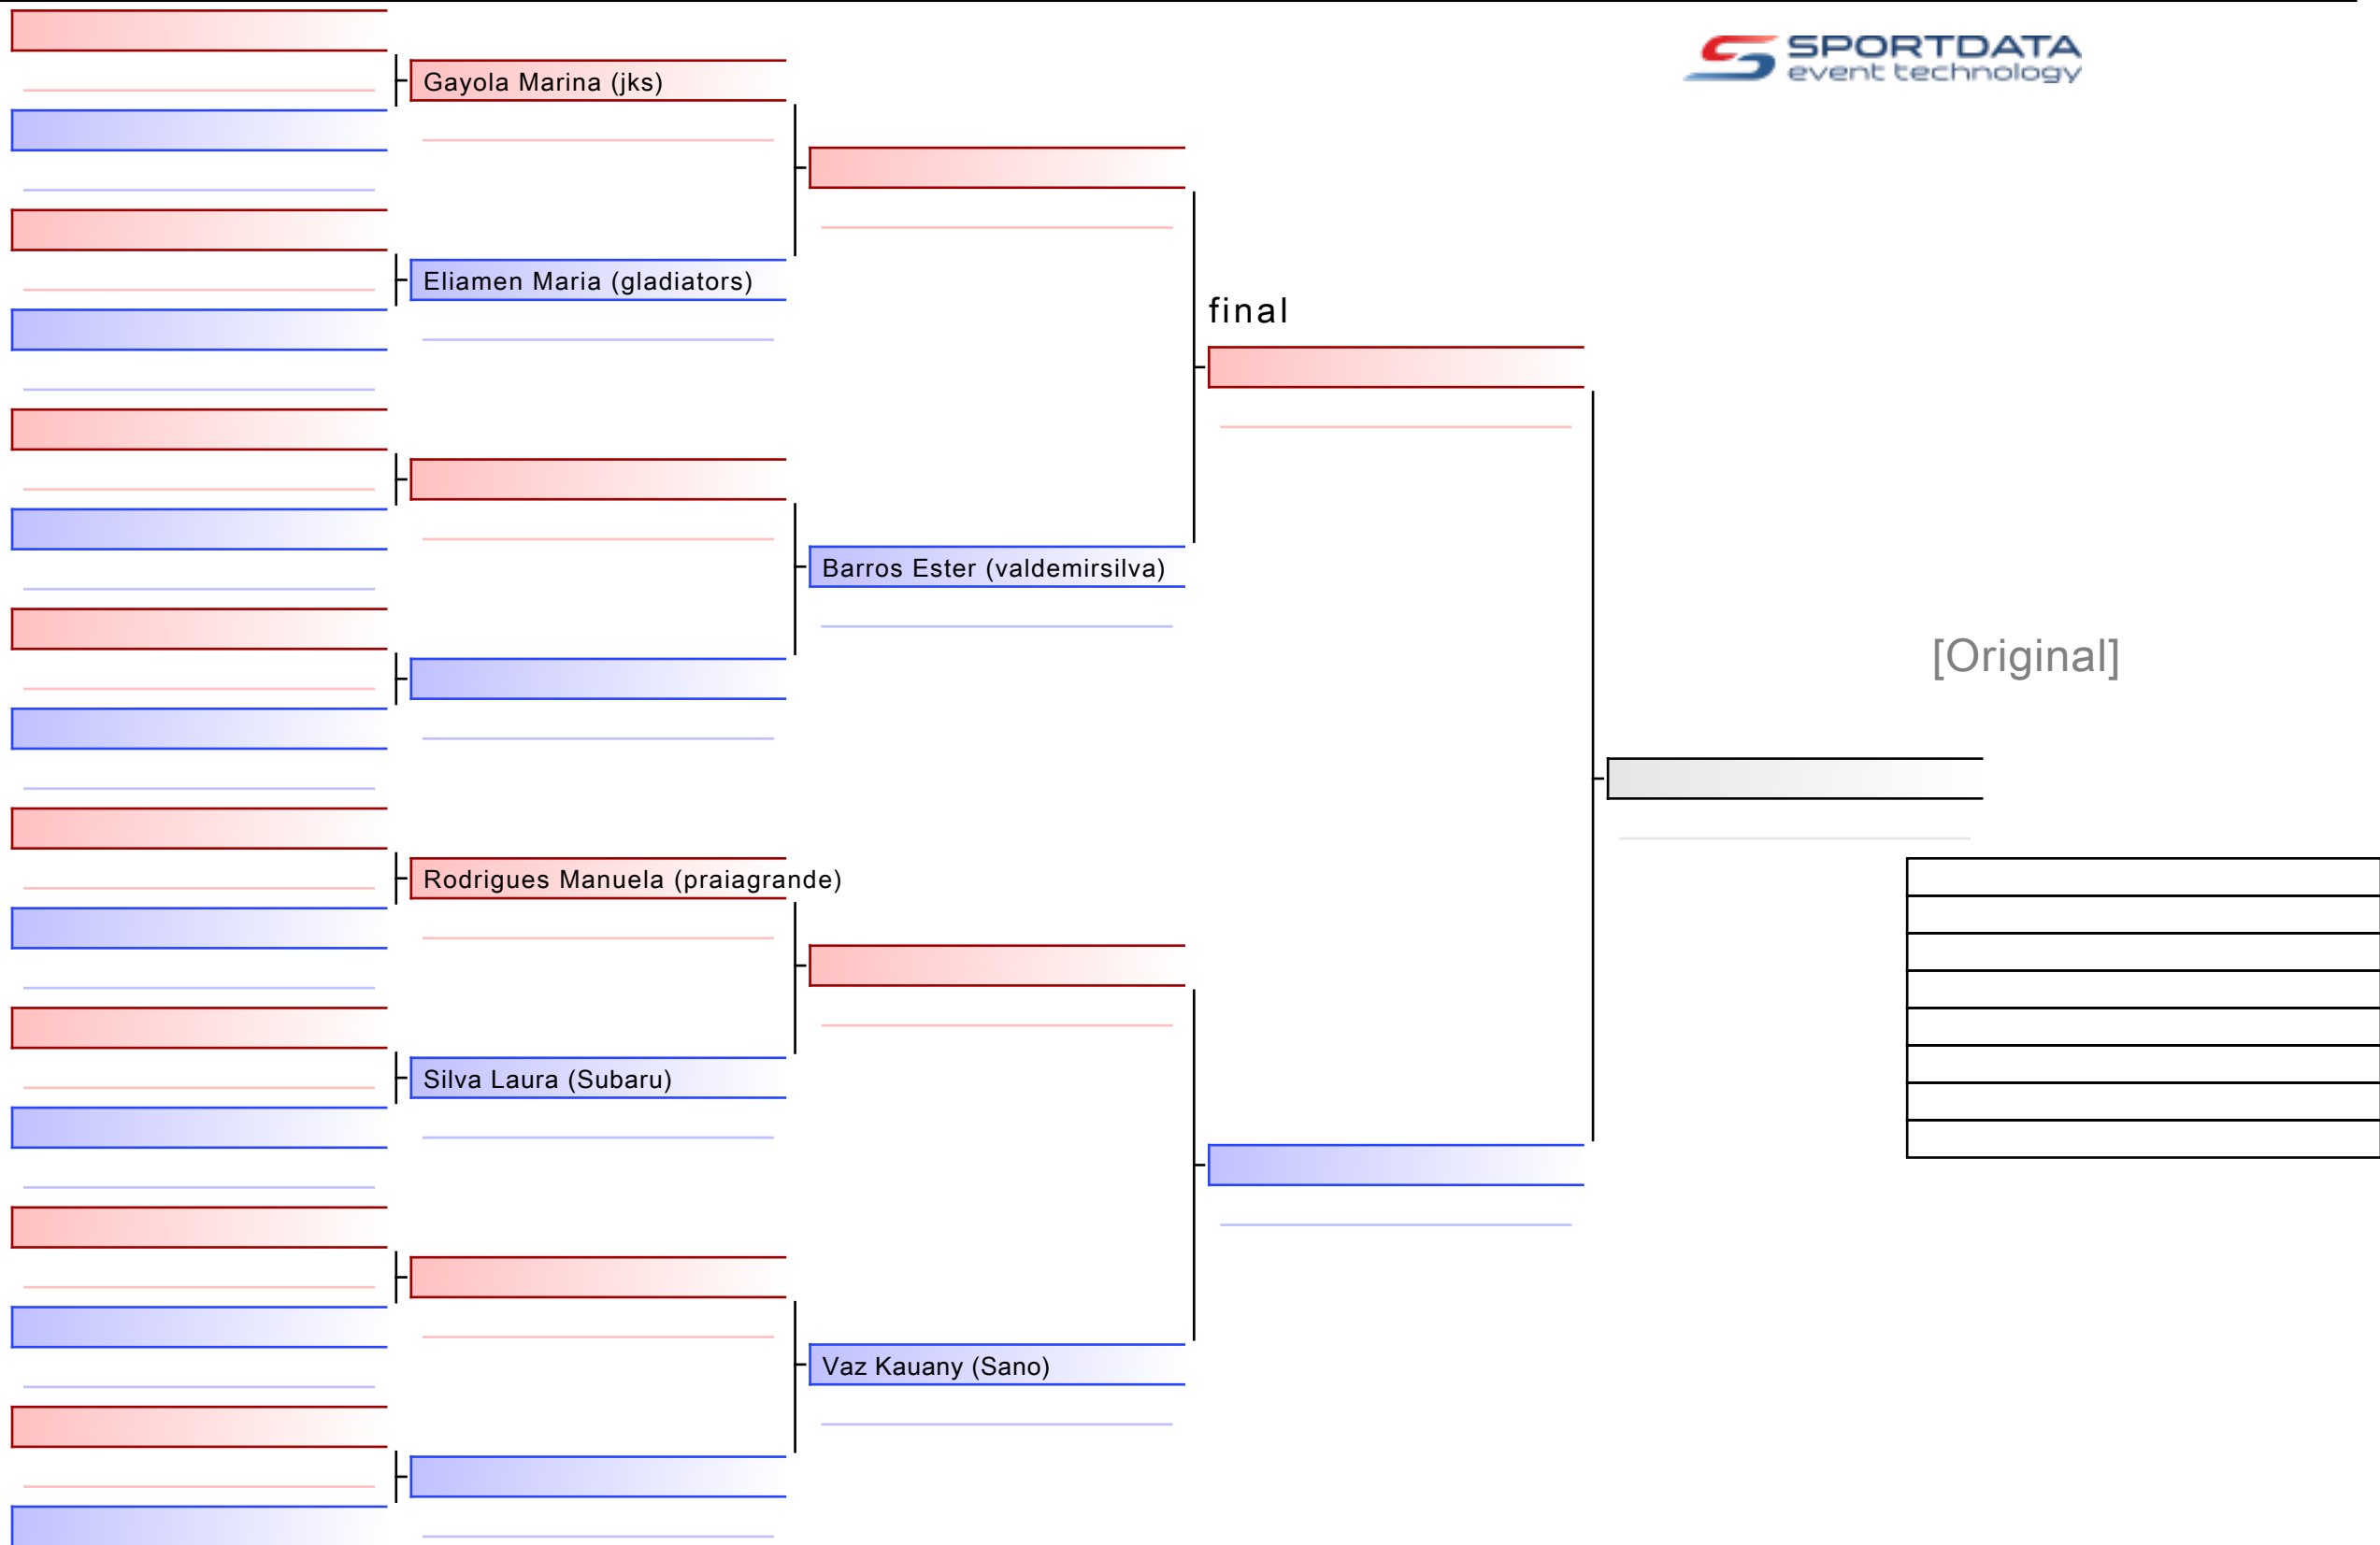 SPORTDATA
event technology
Gayola Marina (jks)
Eliamen Maria (gladiators)
final
Barros Ester (valdemirsilva)
[Original]
Rodrigues Manuela (praiagrande)
Silva Laura (Subaru)
Vaz Kauany (Sano)